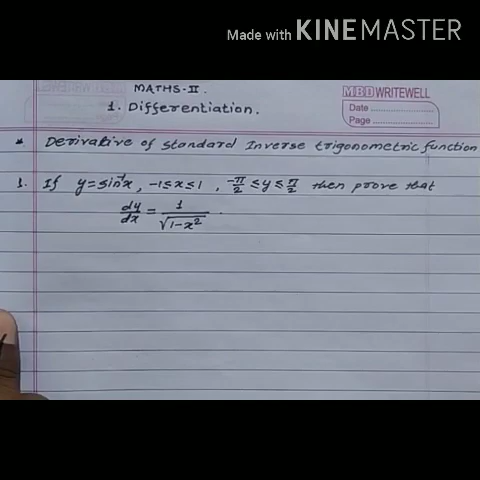 Made with KINEMASTER
MATHS-II.
1. Differentiation.
MBD WRITEWELL
Date ..................
Page ..................
* Derivative of standard Inverse trigonometric function
1. If y=sin⁻¹x, -1≤x≤1, -π/2 ≤y≤ π/2 then prove that
dy/dx = 1/√1-x² .